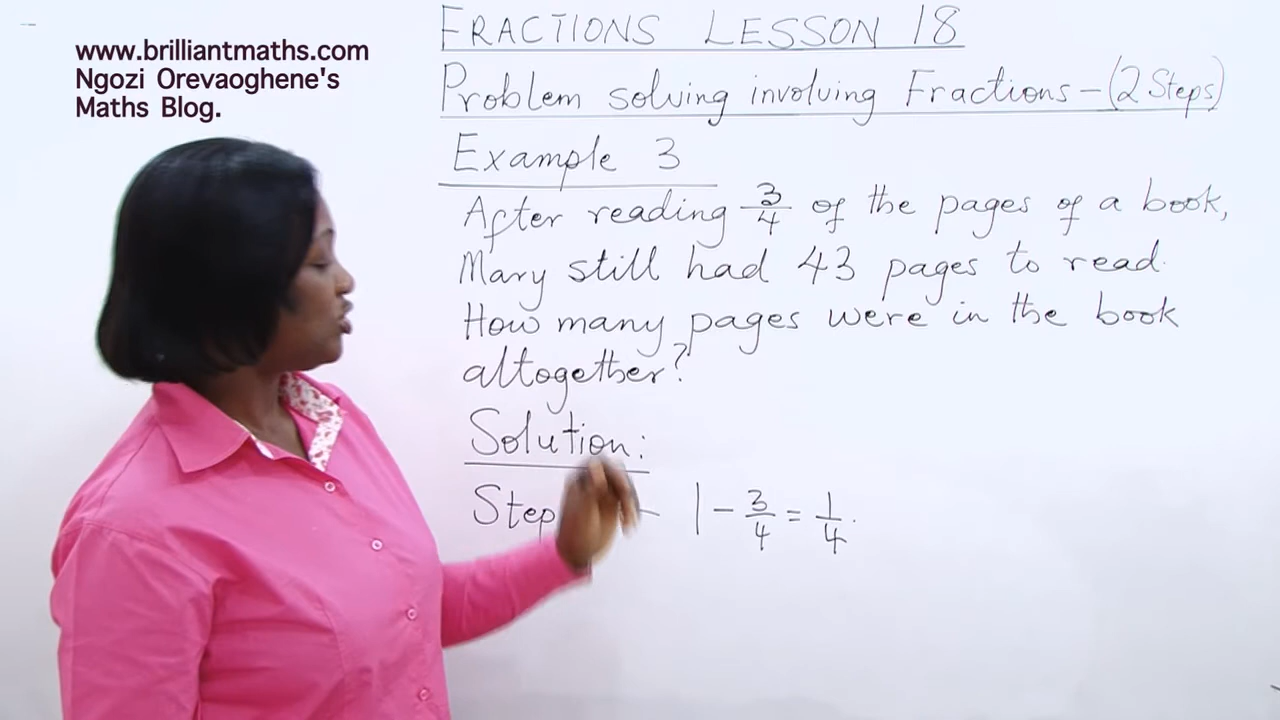 www.brilliantmaths.com
Ngozi Orevaoghene's
Maths Blog.
FRACTIONS LESSON 18
Problem solving involving Fractions - (2 Steps)
Example 3
After reading 3/4 of the pages of a book,
Mary still had 43 pages to read.
How many pages were in the book
altogether?
Solution:
Step - 1 - 3/4 = 1/4.